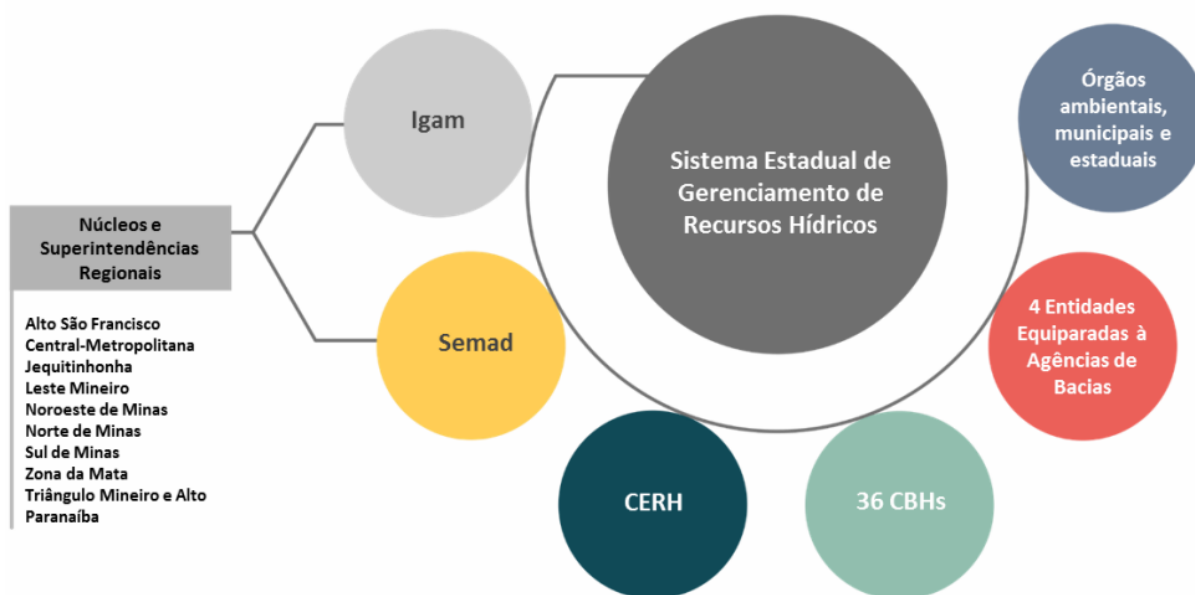 Igam
Sistema Estadual de
Gerenciamento de
Recursos Hídricos
Órgãos
ambientais,
municipais e
estaduais
Núcleos e
Superintendências
Regionais
Alto São Francisco
Central-Metropolitana
Jequitinhonha
Leste Mineiro
Noroeste de Minas
Norte de Minas
Sul de Minas
Zona da Mata
Triângulo Mineiro e Alto
Paranaíba
Semad
4 Entidades
Equiparadas à
Agências de
Bacias
CERH
36 CBHs